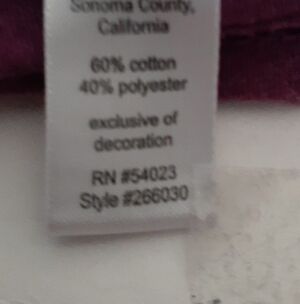 Sonoma County,
California
60% cotton
40% polyester
exclusive of
decoration
RN #54023
Style #266030